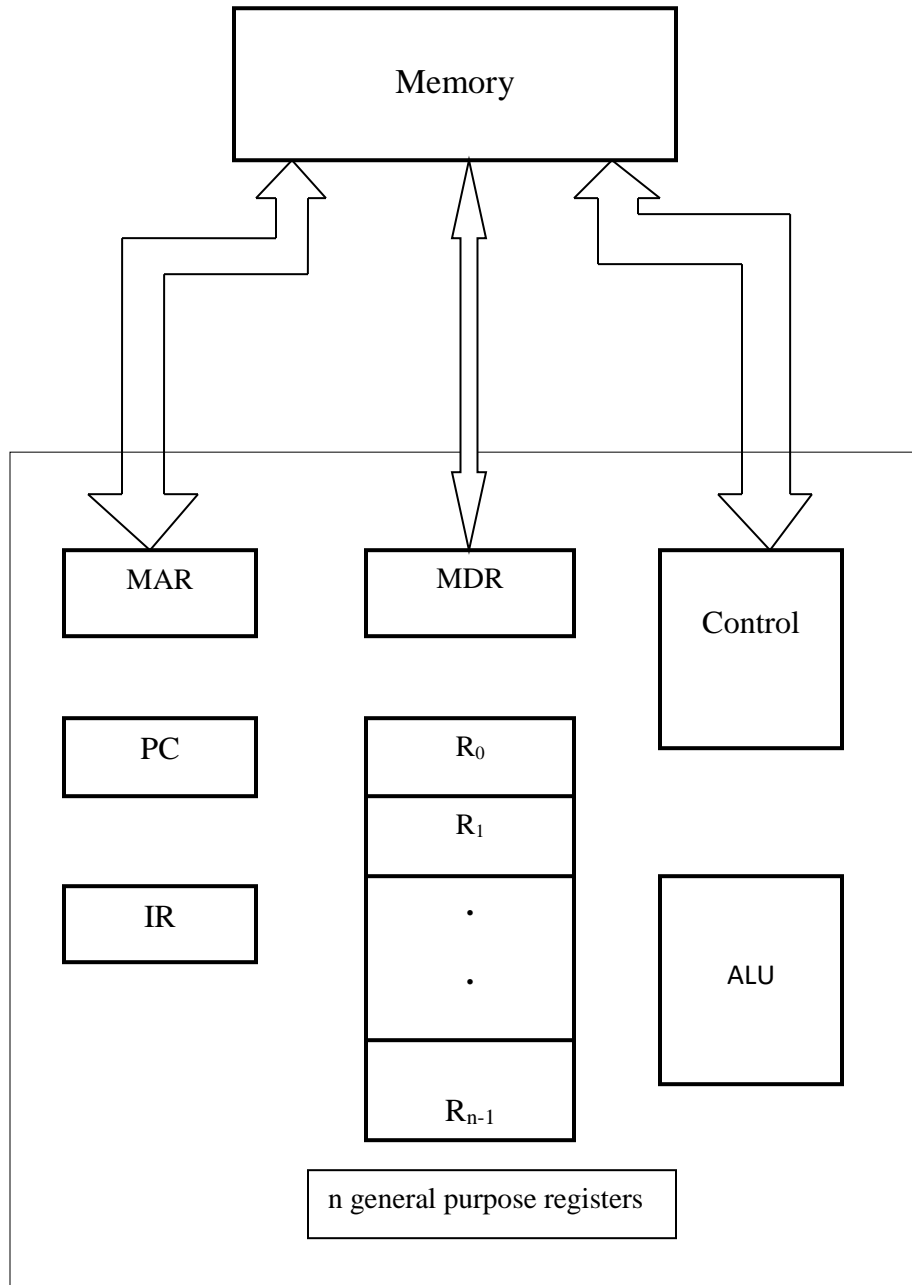 Memory
MAR
MDR
Control
PC
R₀
R₁
IR
.
.
ALU
Rₙ₋₁
n general purpose registers